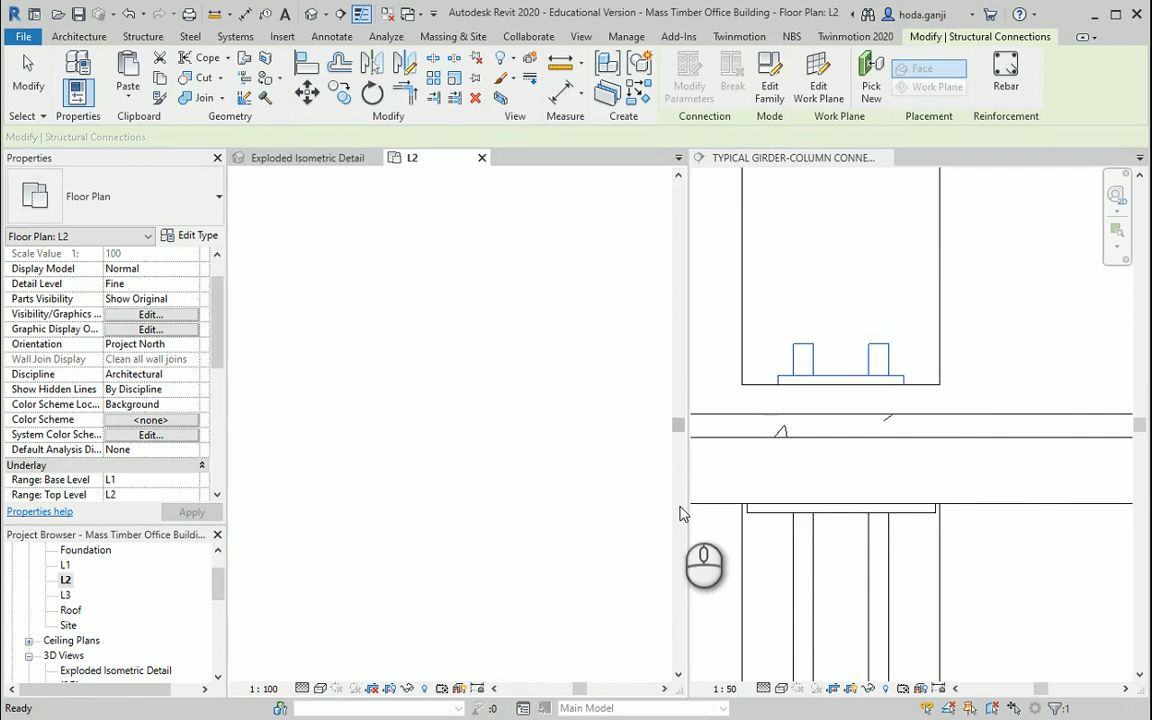 Autodesk Revit 2020 - Educational Version - Mass Timber Office Building - Floor Plan: L2
hoda.ganji
File Architecture Structure Steel Systems Insert Annotate Analyze Massing & Site Collaborate View Manage Add-Ins Twinmotion NBS Twinmotion 2020 Modify | Structural Connections
Modify
Properties
Paste
Cope
Cut
Join
Modify Parameters
Break
Edit Family
Edit Work Plane
Pick New
Face
Work Plane
Rebar
Select Properties Clipboard Geometry Modify View Measure Create Connection Mode Work Plane Placement Reinforcement
Modify | Structural Connections
Properties
Exploded Isometric Detail
L2
TYPICAL GIRDER-COLUMN CONNE...
Floor Plan
Floor Plan: L2 Edit Type
Scale Value 1: 100
Display Model Normal
Detail Level Fine
Parts Visibility Show Original
Visibility/Graphics ... Edit...
Graphic Display O... Edit...
Orientation Project North
Wall Join Display Clean all wall joins
Discipline Architectural
Show Hidden Lines By Discipline
Color Scheme Loc... Background
Color Scheme <none>
System Color Sche... Edit...
Default Analysis Di... None
Underlay
Range: Base Level L1
Range: Top Level L2
Properties help Apply
Project Browser - Mass Timber Office Buildi...
Foundation
L1
L2
L3
Roof
Site
Ceiling Plans
3D Views
Exploded Isometric Detail
1 : 100
1 : 50
Ready
:0
Main Model
:1
2D
0